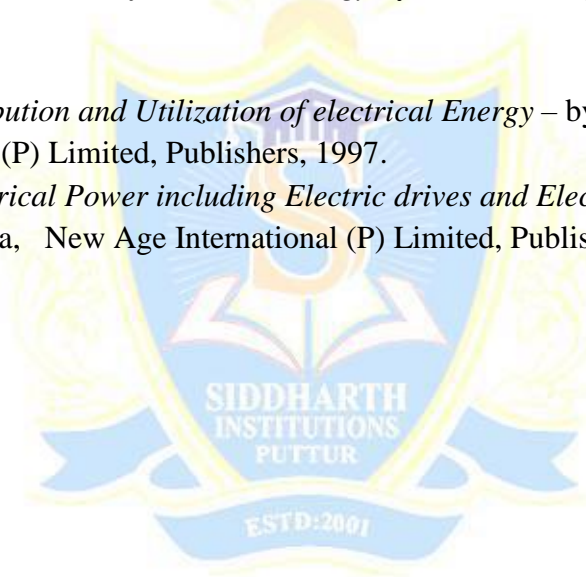 bution and Utilization of electrical Energy – by
(P) Limited, Publishers, 1997.
rical Power including Electric drives and Elec
a, New Age International (P) Limited, Publis
SIDDHARTH
INSTITUTIONS
PUTTUR
ESTD:2001